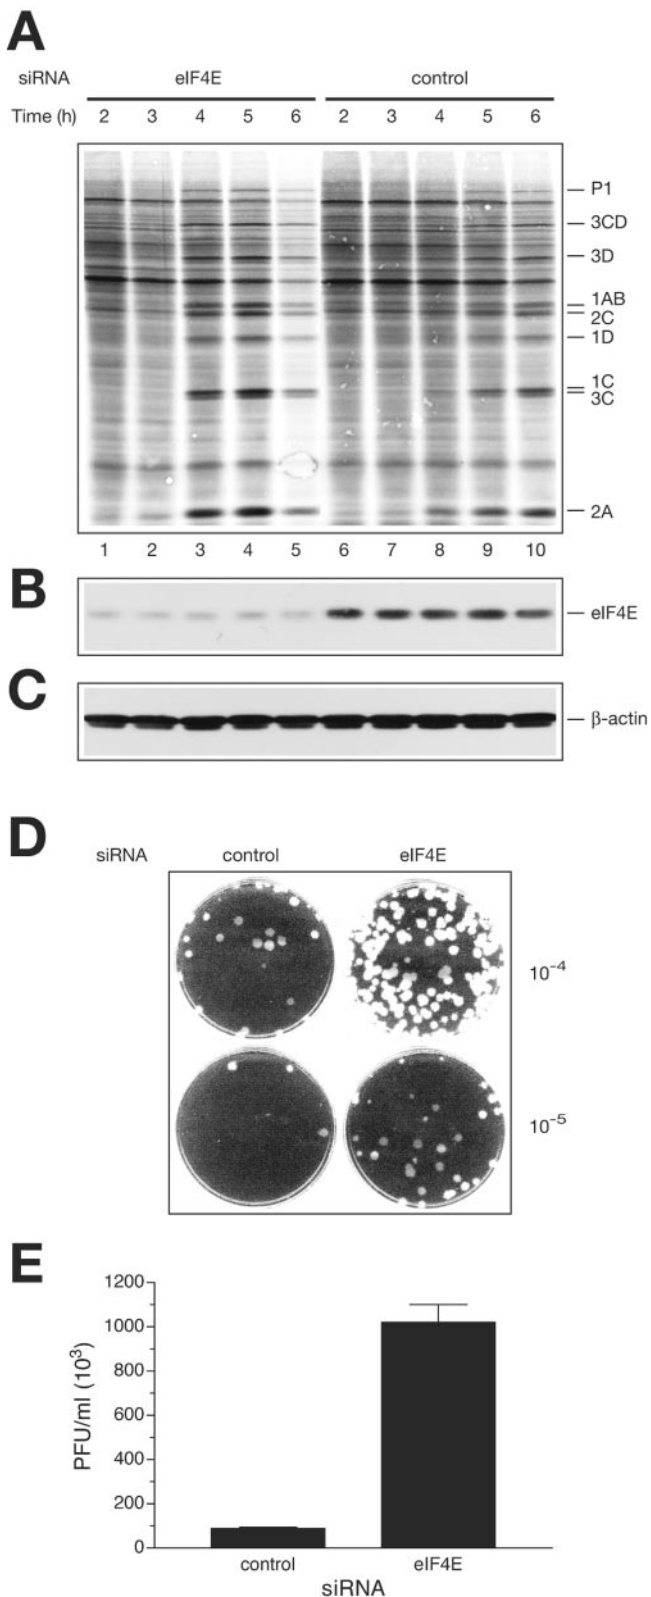 A
siRNA eIF4E control
Time (h) 2 3 4 5 6 2 3 4 5 6
P1
3CD
3D
1AB
2C
1D
1C
3C
2A
1 2 3 4 5 6 7 8 9 10
B
eIF4E
C
β-actin
D
siRNA control eIF4E
10-4
10-5
E
1200
1000
800
600
400
200
0
PFU/ml (10³)
control eIF4E
siRNA